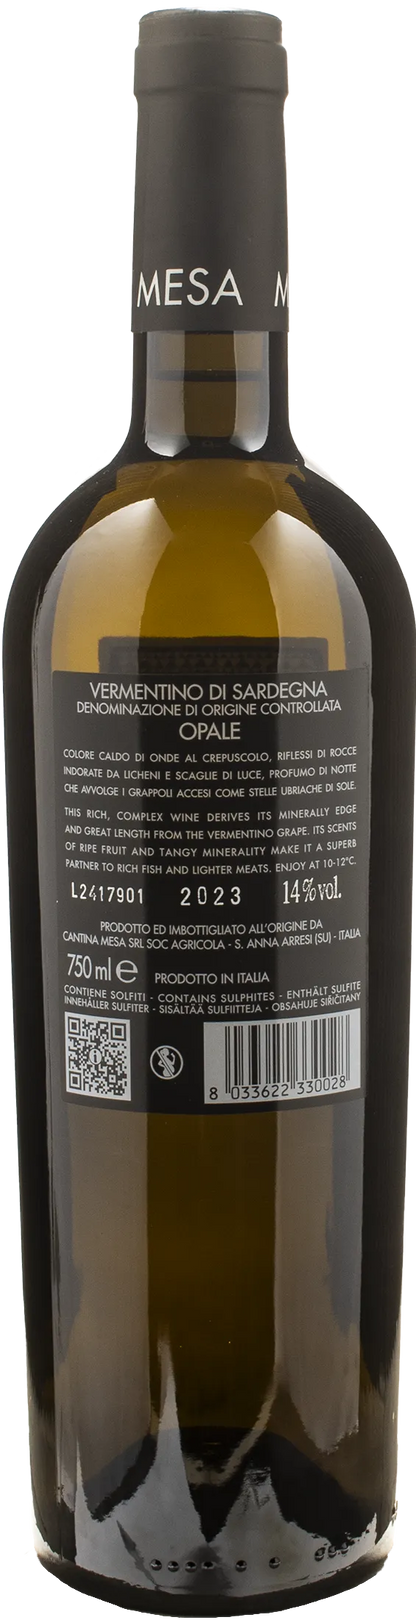 MESA M
VERMENTINO DI SARDEGNA
DENOMINAZIONE DI ORIGINE CONTROLLATA
OPALE
COLORE CALDO DI ONDE AL CREPUSCOLO, RIFLESSI DI ROCCE
INDORATE DA LICHENI E SCAGLIE DI LUCE, PROFUMO DI NOTTE
CHE AVVOLGE I GRAPPOLI ACCESI COME STELLE UBRIACHE DI SOLE.
THIS RICH, COMPLEX WINE DERIVES ITS MINERALLY EDGE
AND GREAT LENGTH FROM THE VERMENTINO GRAPE. ITS SCENTS
OF RIPE FRUIT AND TANGY MINERALITY MAKE IT A SUPERB
PARTNER TO RICH FISH AND LIGHTER MEATS. ENJOY AT 10-12°C.
L2417901 2023 14%vol.
PRODOTTO ED IMBOTTIGLIATO ALL'ORIGINE DA
CANTINA MESA SRL SOC AGRICOLA - S. ANNA ARRESI (SU) - ITALIA
750 ml e PRODOTTO IN ITALIA
CONTIENE SOLFITI - CONTAINS SULPHITES - ENTHÄLT SULFITE
INNEHÅLLER SULFITER - SISÄLTÄÄ SULFIITTEJA - OBSAHUJE SIŘIČITANY
8 033622 330028